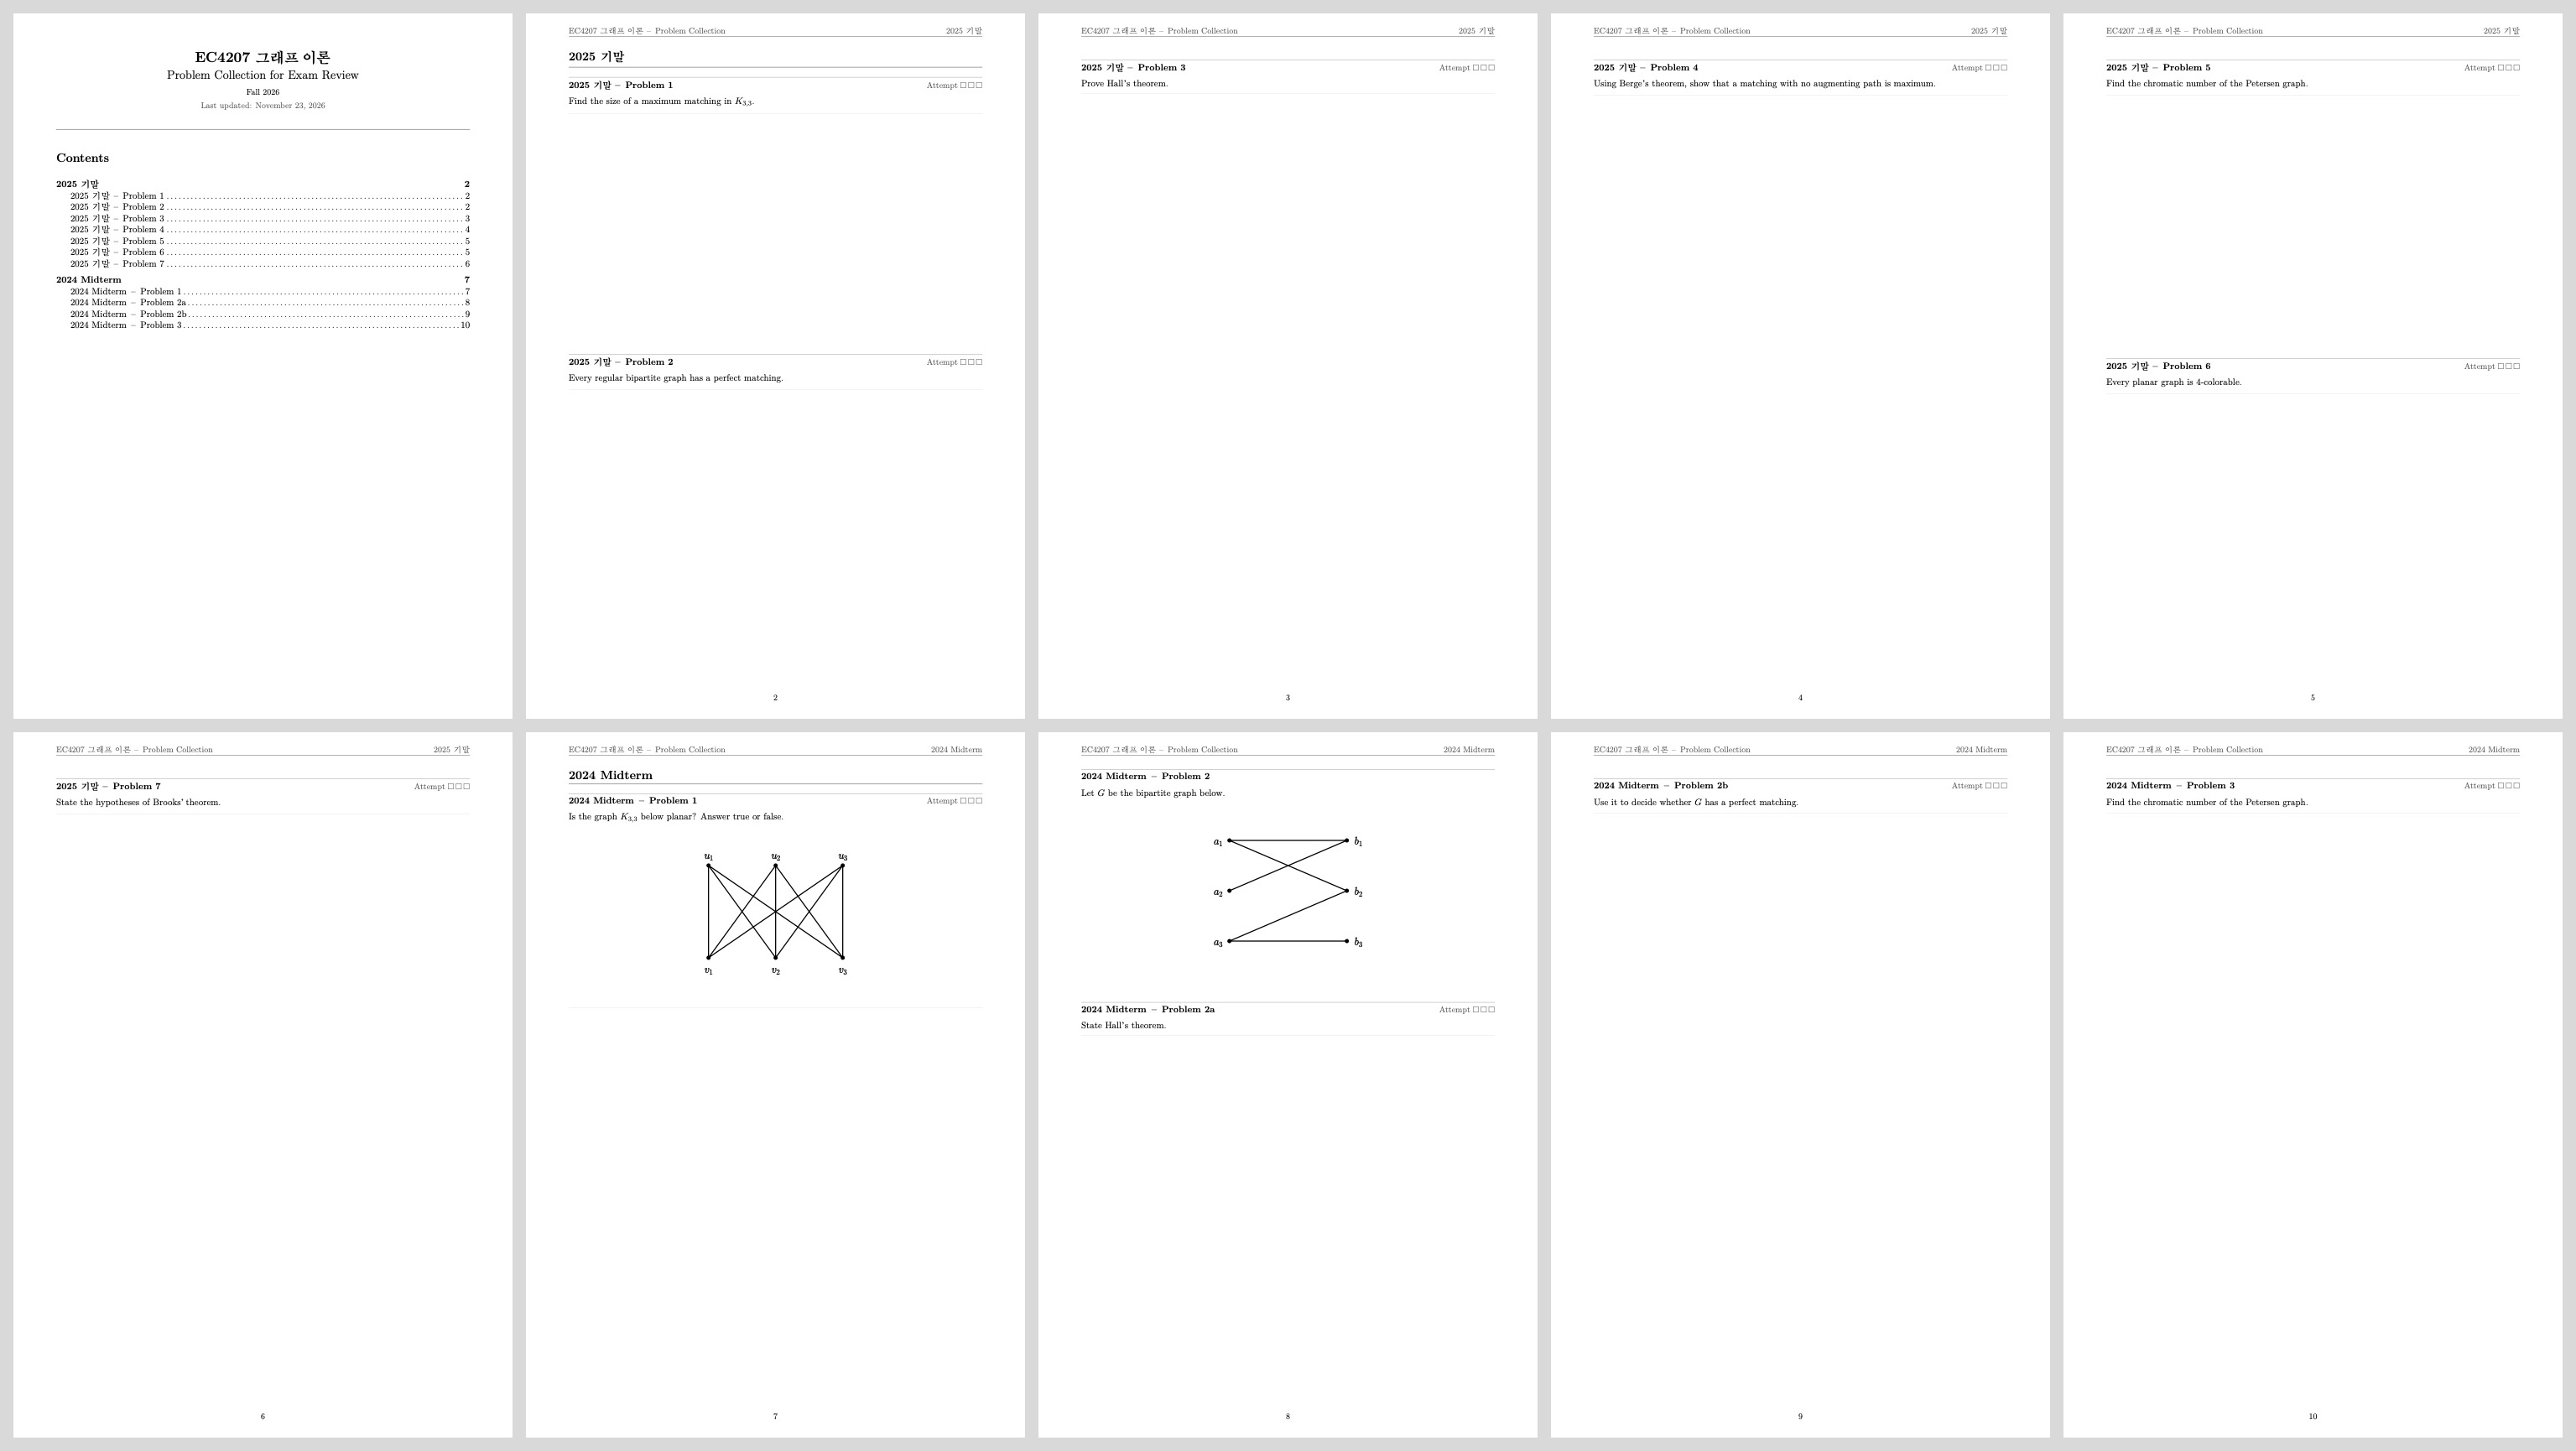 EC4207 그래프 이론
Problem Collection for Exam Review
Fall 2026
Last updated: November 23, 2026
Contents
2025 기말 2
2025 기말 – Problem 1 2
2025 기말 – Problem 2 2
2025 기말 – Problem 3 3
2025 기말 – Problem 4 4
2025 기말 – Problem 5 5
2025 기말 – Problem 6 5
2025 기말 – Problem 7 6
2024 Midterm 7
2024 Midterm – Problem 1 7
2024 Midterm – Problem 2a 8
2024 Midterm – Problem 2b 9
2024 Midterm – Problem 3 10
EC4207 그래프 이론 – Problem Collection 2025 기말
2025 기말
2025 기말 – Problem 1 Attempt □□□
Find the size of a maximum matching in K3,3.
2025 기말 – Problem 2 Attempt □□□
Every regular bipartite graph has a perfect matching.
2
EC4207 그래프 이론 – Problem Collection 2025 기말
2025 기말 – Problem 3 Attempt □□□
Prove Hall's theorem.
3
EC4207 그래프 이론 – Problem Collection 2025 기말
2025 기말 – Problem 4 Attempt □□□
Using Berge's theorem, show that a matching with no augmenting path is maximum.
4
EC4207 그래프 이론 – Problem Collection 2025 기말
2025 기말 – Problem 5 Attempt □□□
Find the chromatic number of the Petersen graph.
2025 기말 – Problem 6 Attempt □□□
Every planar graph is 4-colorable.
5
EC4207 그래프 이론 – Problem Collection 2025 기말
2025 기말 – Problem 7 Attempt □□□
State the hypotheses of Brooks' theorem.
6
EC4207 그래프 이론 – Problem Collection 2024 Midterm
2024 Midterm
2024 Midterm – Problem 1 Attempt □□□
Is the graph K3,3 below planar? Answer true or false.
u1 u2 u3
v1 v2 v3
7
EC4207 그래프 이론 – Problem Collection 2024 Midterm
2024 Midterm – Problem 2
Let G be the bipartite graph below.
a1 b1
a2 b2
a3 b3
2024 Midterm – Problem 2a Attempt □□□
State Hall's theorem.
8
EC4207 그래프 이론 – Problem Collection 2024 Midterm
2024 Midterm – Problem 2b Attempt □□□
Use it to decide whether G has a perfect matching.
9
EC4207 그래프 이론 – Problem Collection 2024 Midterm
2024 Midterm – Problem 3 Attempt □□□
Find the chromatic number of the Petersen graph.
10